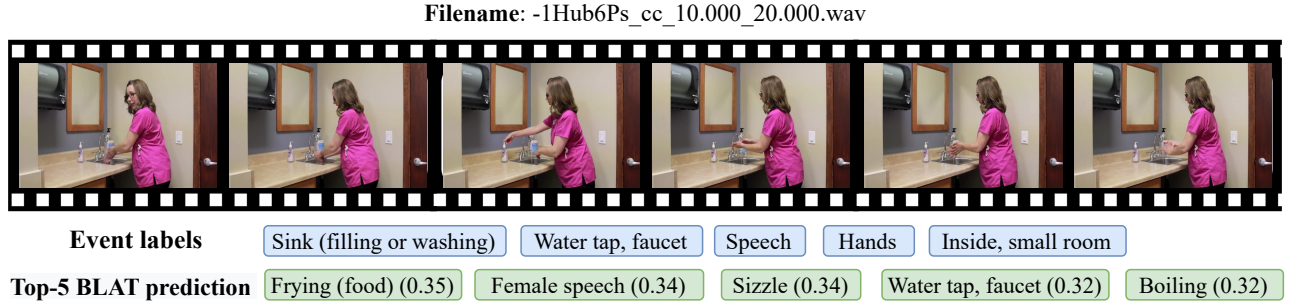 Filename: -1Hub6Ps_cc_10.000_20.000.wav
Event labels Sink (filling or washing) Water tap, faucet Speech Hands Inside, small room
Top-5 BLAT prediction Frying (food) (0.35) Female speech (0.34) Sizzle (0.34) Water tap, faucet (0.32) Boiling (0.32)